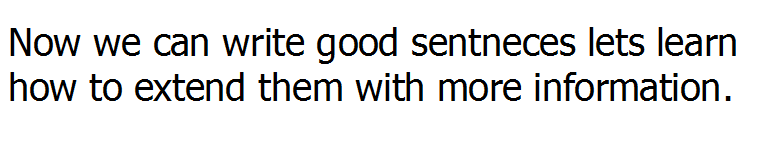 Now we can write good sentneces lets learn
how to extend them with more information.